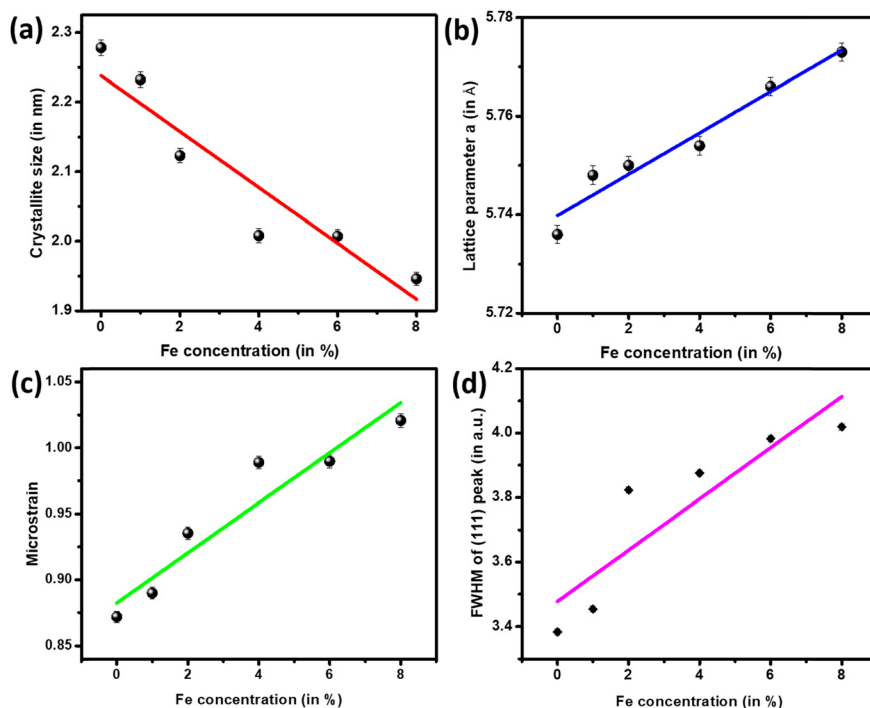 (a)
2.3
2.2
2.1
2.0
1.9
Crystallite size (in nm)
0 2 4 6 8
Fe concentration (in %)
(b)
5.78
5.76
5.74
5.72
Lattice parameter a (in Å)
0 2 4 6 8
Fe concentration (in %)
(c)
1.05
1.00
0.95
0.90
0.85
Microstrain
0 2 4 6 8
Fe concentration (in %)
(d)
4.2
4.0
3.8
3.6
3.4
FWHM of (111) peak (in a.u.)
0 2 4 6 8
Fe concentration (in %)